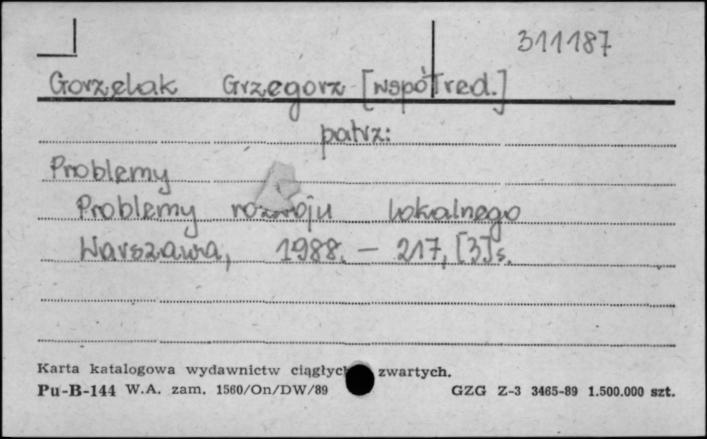 311187
Gorzelak Grzegorz [współred.]
patrz:
Problemy
Problemy rozwoju lokalnego
Warszawa, 1988. – 217, [3] s.
Karta katalogowa wydawnictw ciągłych zwartych.
Pu-B-144 W.A. zam. 1560/On/DW/89 GZG Z-3 3465-89 1.500.000 szt.